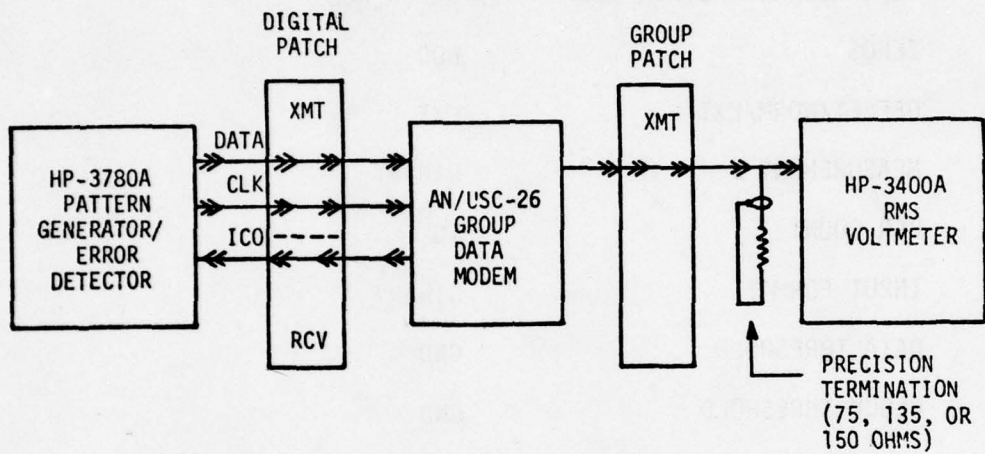 DIGITAL
PATCH
GROUP
PATCH
XMT
XMT
DATA
CLK
ICO
RCV
HP-3780A
PATTERN
GENERATOR/
ERROR
DETECTOR
AN/USC-26
GROUP
DATA
MODEM
HP-3400A
RMS
VOLTMETER
PRECISION
TERMINATION
(75, 135, OR
150 OHMS)